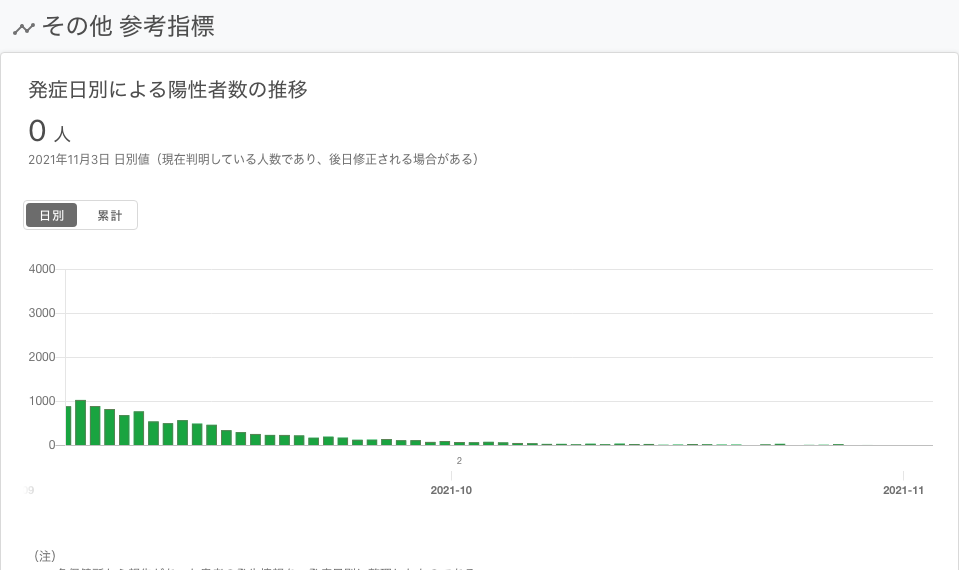 その他 参考指標
発症日別による陽性者数の推移
0 人
2021年11月3日 日別値（現在判明している人数であり、後日修正される場合がある）
日別 累計
4000
3000
2000
1000
0
2
2021-10 2021-11
（注）